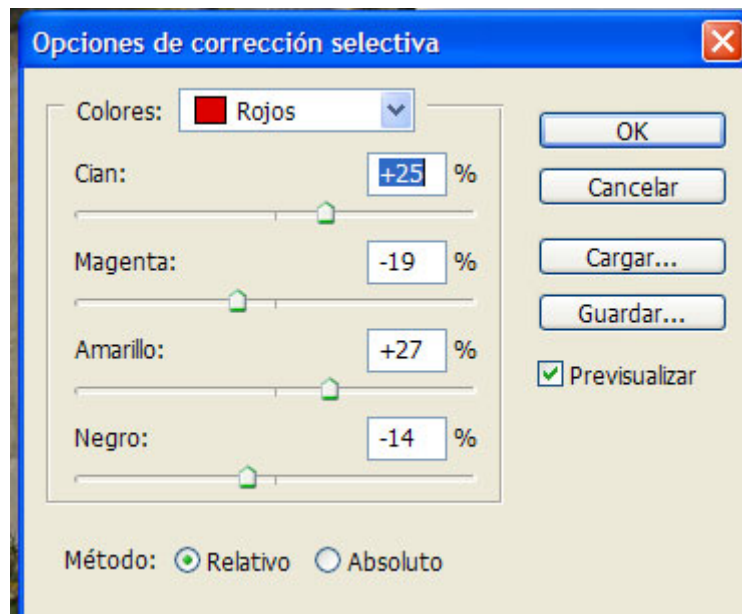 Opciones de corrección selectiva
Colores: Rojos
OK
Cian: +25 %
Cancelar
Magenta: -19 %
Cargar...
Guardar...
Amarillo: +27 %
Previsualizar
Negro: -14 %
Método: Relativo Absoluto